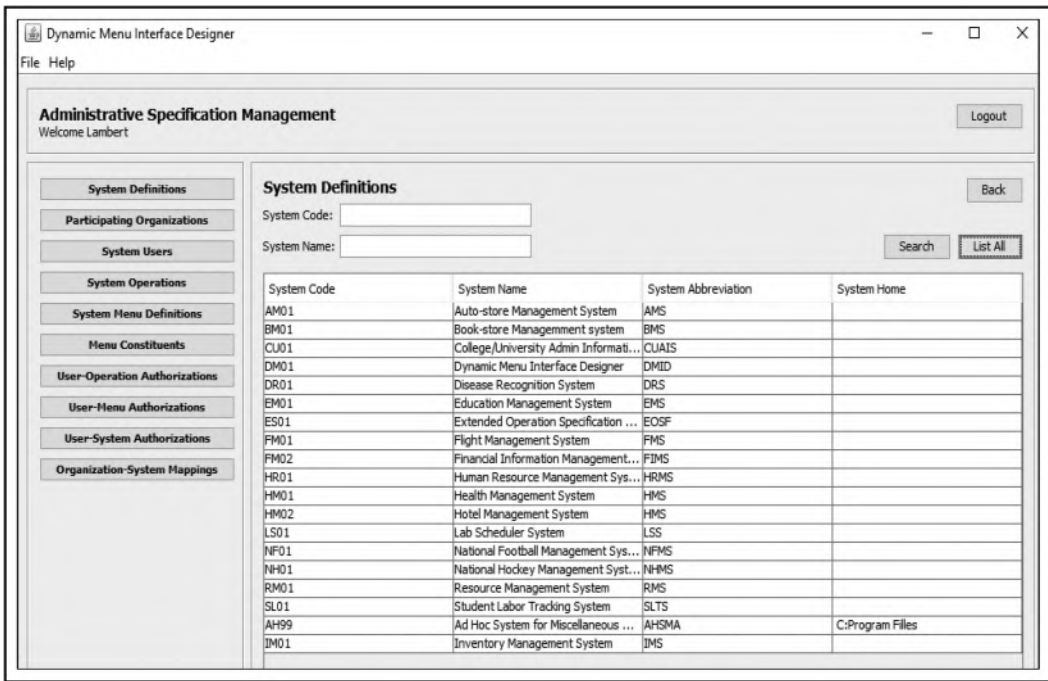 Dynamic Menu Interface Designer
File Help
Administrative Specification Management
Welcome Lambert
Logout
System Definitions
Participating Organizations
System Users
System Operations
System Menu Definitions
Menu Constituents
User-Operation Authorizations
User-Menu Authorizations
User-System Authorizations
Organization-System Mappings
System Definitions
Back
System Code:
System Name:
Search List All
System Code System Name System Abbreviation System Home
AM01 Auto-store Management System AMS
BM01 Book-store Managemment system BMS
CU01 College/University Admin Informati... CUAIS
DM01 Dynamic Menu Interface Designer DMID
DR01 Disease Recognition System DRS
EM01 Education Management System EMS
ES01 Extended Operation Specification ... EOSF
FM01 Flight Management System FMS
FM02 Financial Information Management... FIMS
HR01 Human Resource Management Sys... HRMS
HM01 Health Management System HMS
HM02 Hotel Management System HMS
LS01 Lab Scheduler System LSS
NF01 National Football Management Sys... NFMS
NH01 National Hockey Management Syst... NHMS
RM01 Resource Management System RMS
SL01 Student Labor Tracking System SLTS
AH99 Ad Hoc System for Miscellaneous ... AHSMA C:Program Filles
IM01 Inventory Management System IMS